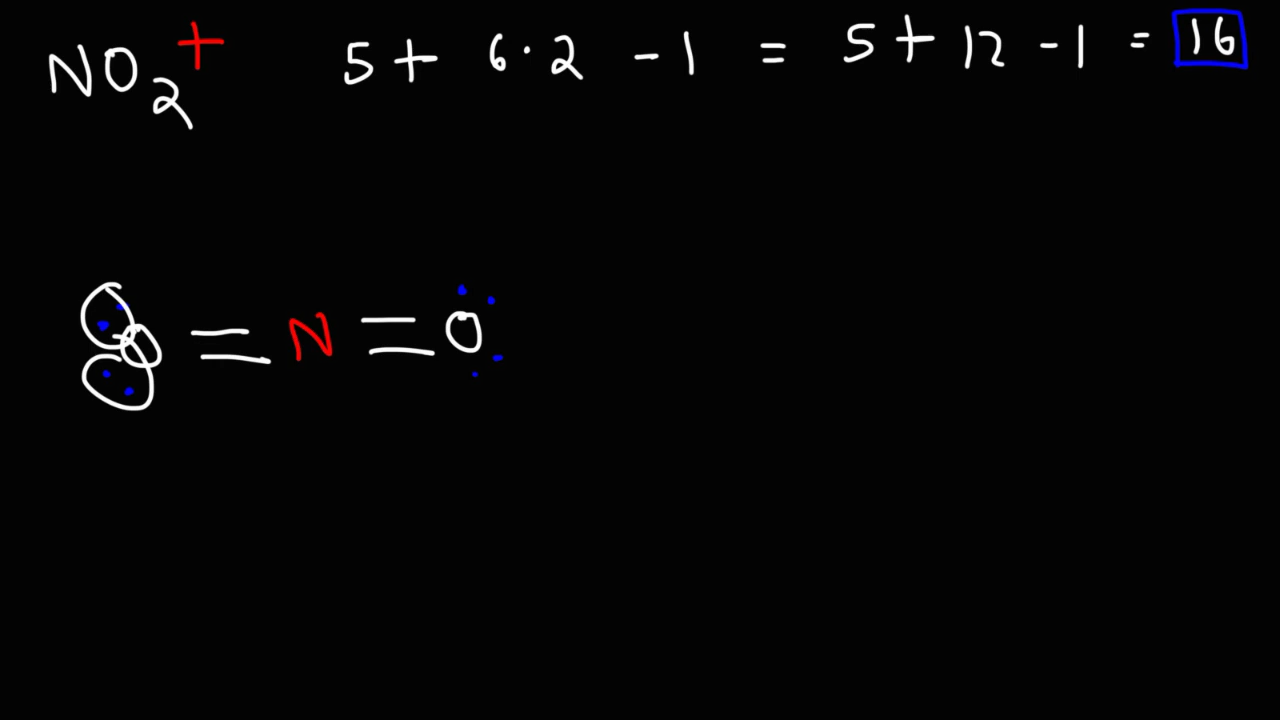 NO₂⁺ 5 + 6·2 - 1 = 5 + 12 - 1 = 16
O = N = O